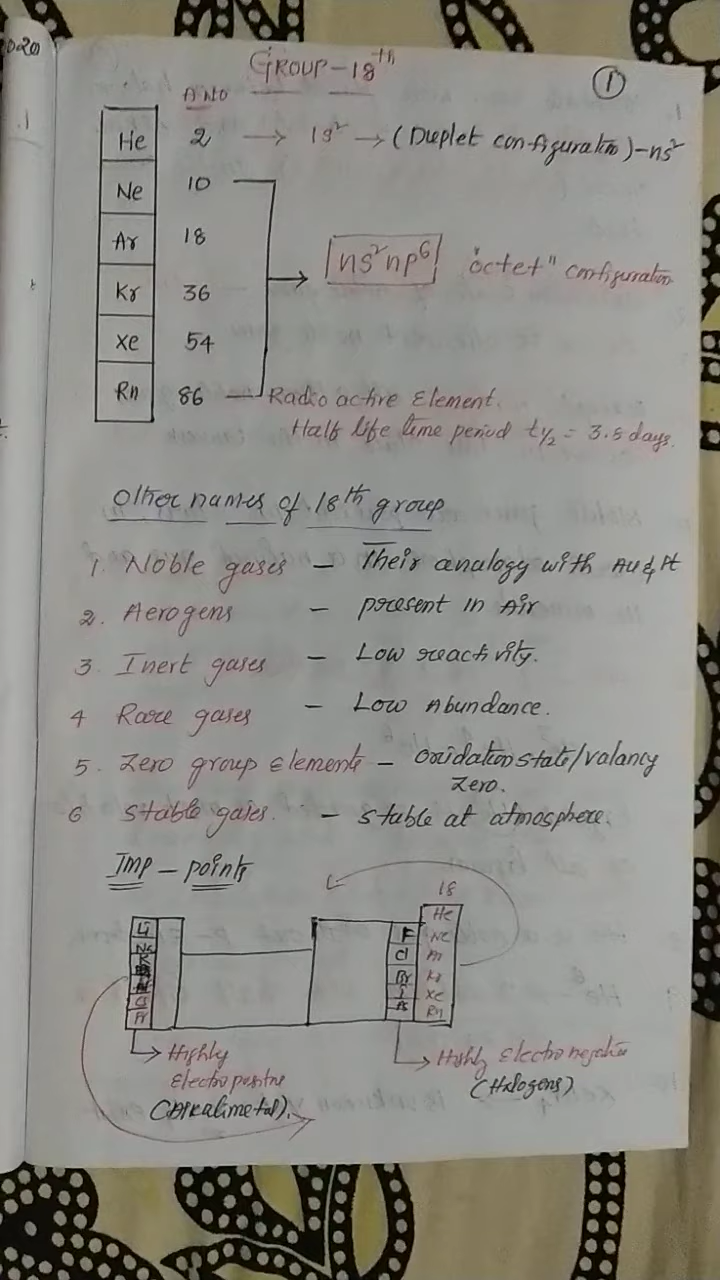 GROUP-18th
①
A.NO
He 2 → 1s² → (Duplet configuration)-ns²
Ne 10
Ar 18
ns²np⁶ "octet" configuration
Kr 36
Xe 54
Rn 86 — Radio active Element.
Half life time period t½ = 3.5 days.
Other names of 18th group
1. Noble gases - Their analogy with Au & Pt
2. Aerogens - present in Air
3. Inert gases - Low reactivity.
4 Rare gases - Low Abundance.
5. Zero group Elements - oxidation state/valancy
Zero.
6 Stable gases. - Stable at atmosphere.
Imp - points
18
He
Li F Ne
Na Cl Ar
K Br Kr
I Xe
Rn
Highly
Electropositive
(Alkalimetal).
Highly Electronegative
(Halogens)